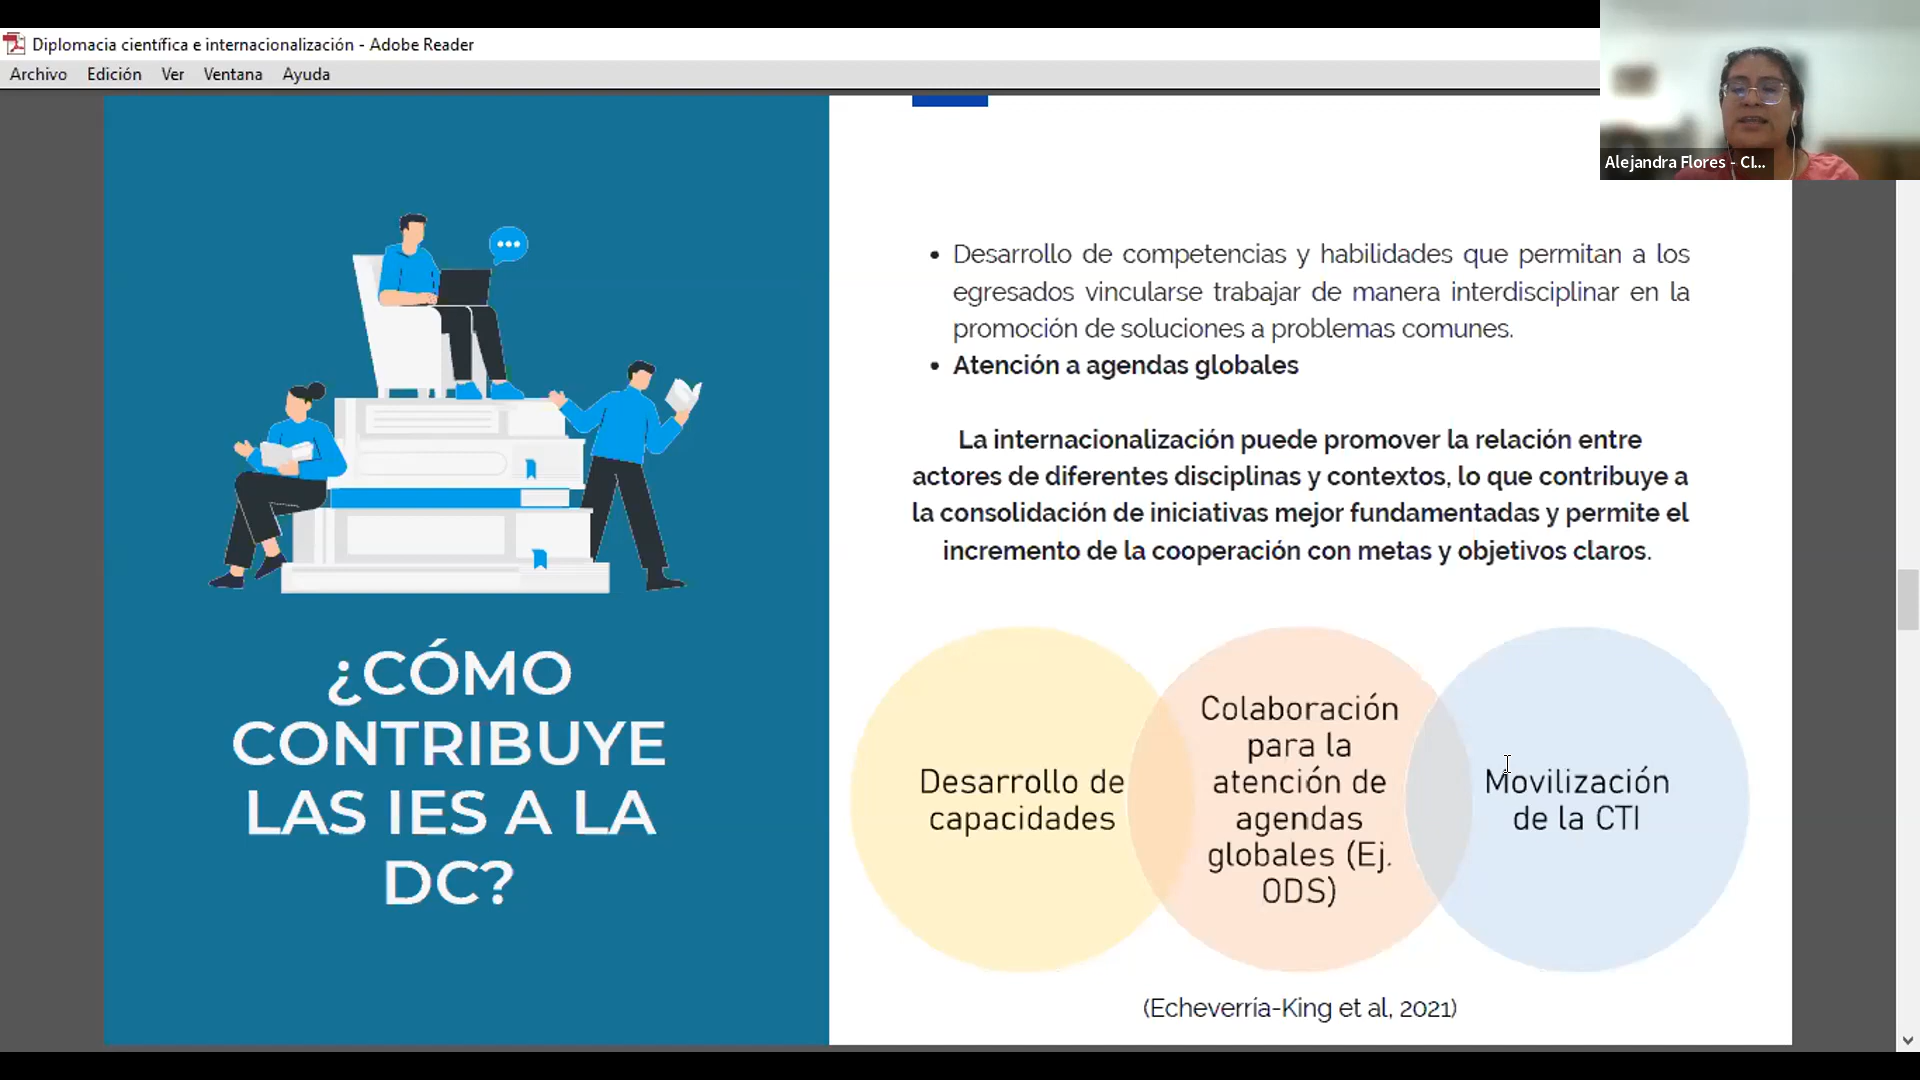 Diplomacia científica e internacionalización - Adobe Reader
Archivo Edición Ver Ventana Ayuda
Alejandra Flores - CI...
¿CÓMO
CONTRIBUYE
LAS IES A LA
DC?
• Desarrollo de competencias y habilidades que permitan a los
egresados vincularse trabajar de manera interdisciplinar en la
promoción de soluciones a problemas comunes.
• Atención a agendas globales
La internacionalización puede promover la relación entre
actores de diferentes disciplinas y contextos, lo que contribuye a
la consolidación de iniciativas mejor fundamentadas y permite el
incremento de la cooperación con metas y objetivos claros.
Desarrollo de
capacidades
Colaboración
para la
atención de
agendas
globales (Ej.
ODS)
Movilización
de la CTI
(Echeverría-King et al, 2021)